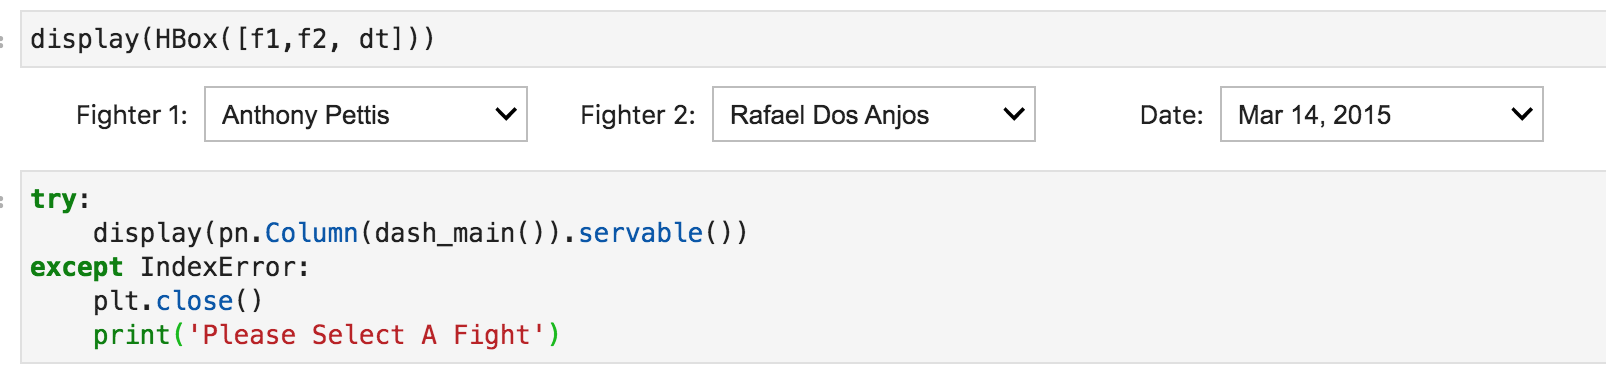 display(HBox([f1,f2, dt]))
Fighter 1: Anthony Pettis Fighter 2: Rafael Dos Anjos Date: Mar 14, 2015
try:
    display(pn.Column(dash_main()).servable())
except IndexError:
    plt.close()
    print('Please Select A Fight')